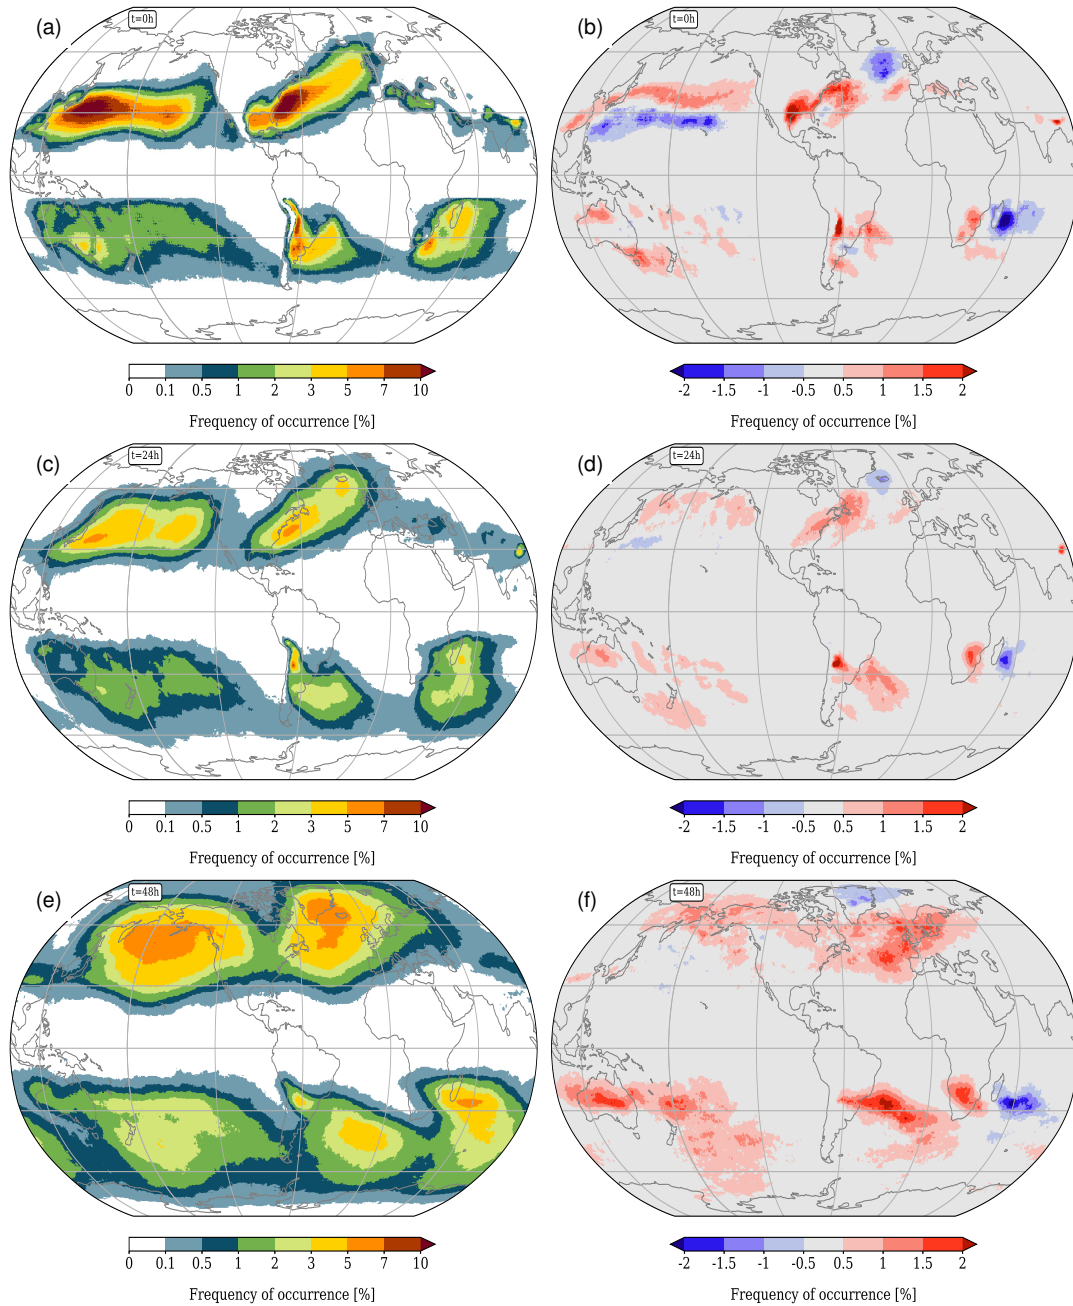 (a) t=0h (b) t=0h
0 0.1 0.5 1 2 3 5 7 10 -2 -1.5 -1 -0.5 0.5 1 1.5 2
Frequency of occurrence [%] Frequency of occurrence [%]
(c) t=24h (d) t=24h
0 0.1 0.5 1 2 3 5 7 10 -2 -1.5 -1 -0.5 0.5 1 1.5 2
Frequency of occurrence [%] Frequency of occurrence [%]
(e) t=48h (f) t=48h
0 0.1 0.5 1 2 3 5 7 10 -2 -1.5 -1 -0.5 0.5 1 1.5 2
Frequency of occurrence [%] Frequency of occurrence [%]